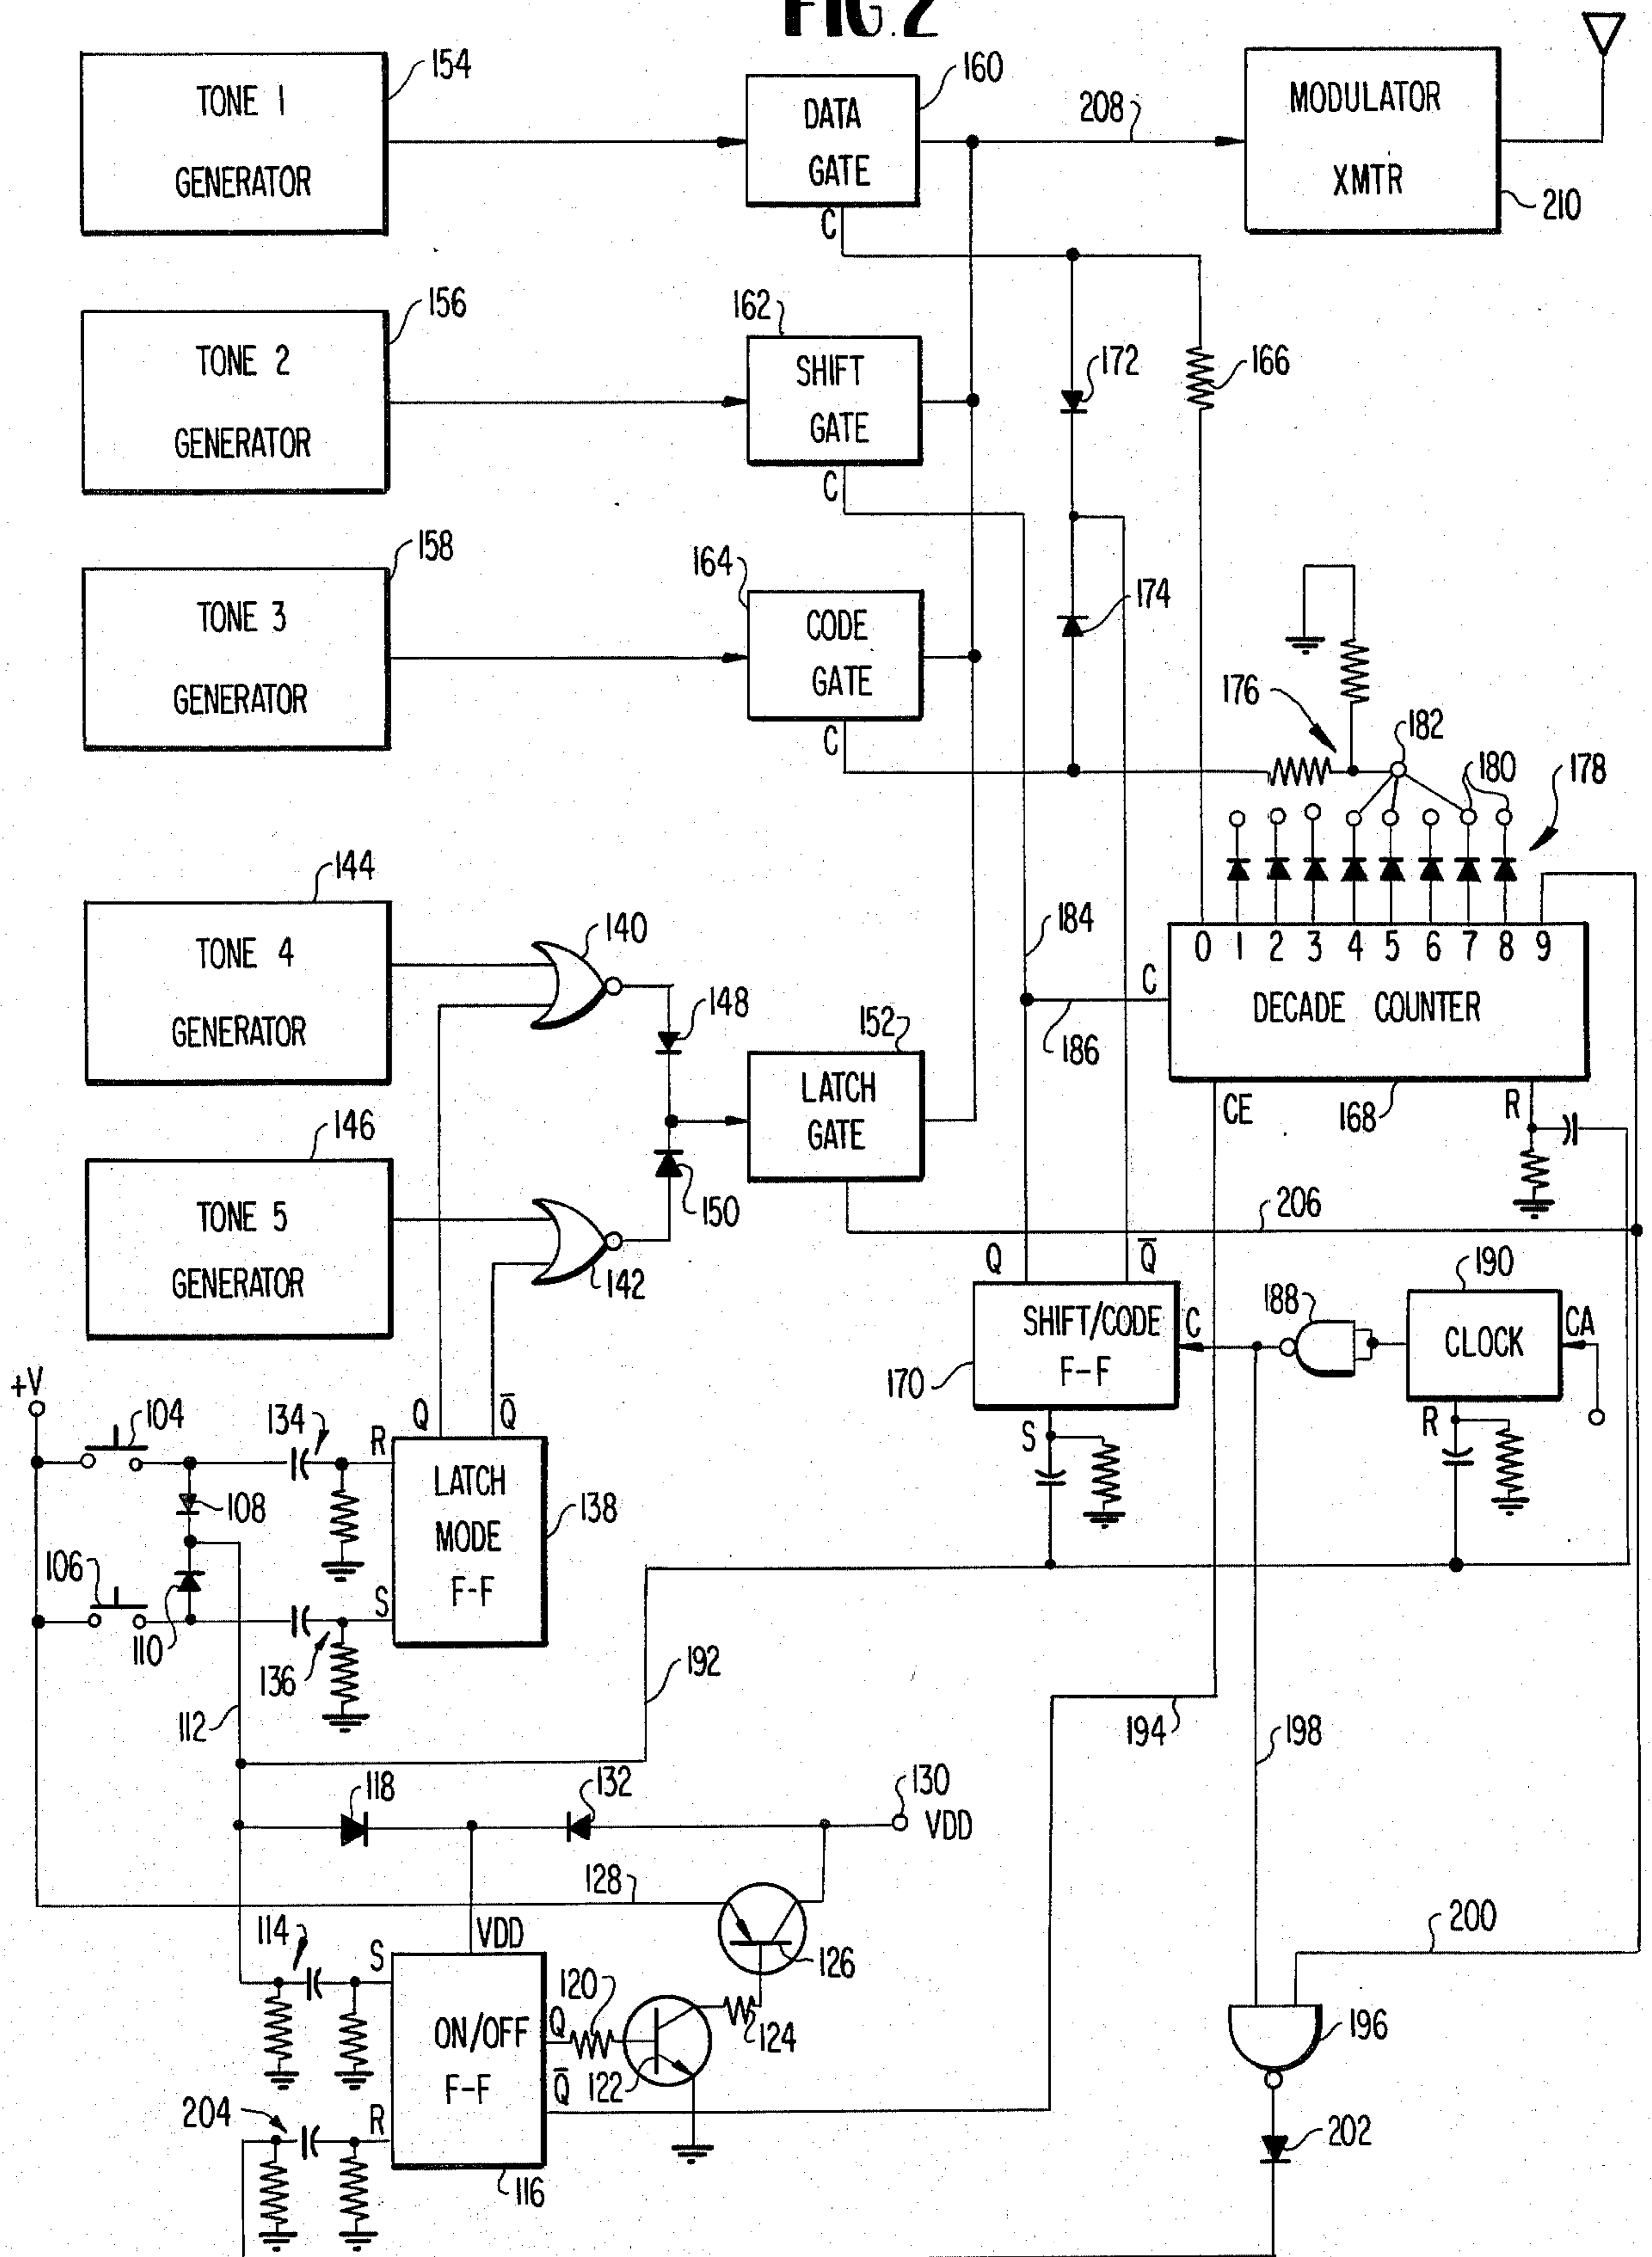 FIG. 2
TONE 1
GENERATOR
154
DATA
GATE
160
C
208
MODULATOR
XMTR
210
TONE 2
GENERATOR
156
SHIFT
GATE
162
C
172
166
TONE 3
GENERATOR
158
CODE
GATE
164
C
174
176
182
180
178
TONE 4
GENERATOR
144
140
148
184
C
186
0 1 2 3 4 5 6 7 8 9
DECADE COUNTER
CE
168
R
152
LATCH
GATE
TONE 5
GENERATOR
146
150
142
206
Q
Q̅
SHIFT/CODE
F-F
170
C
S
188
190
CLOCK
CA
R
+V
104
134
Q
Q̅
R
108
LATCH
MODE
F-F
138
106
110
S
136
112
192
194
198
118
132
130
VDD
128
126
VDD
114
S
ON/OFF
F-F
116
Q
120
122
124
Q̅
204
R
200
196
202